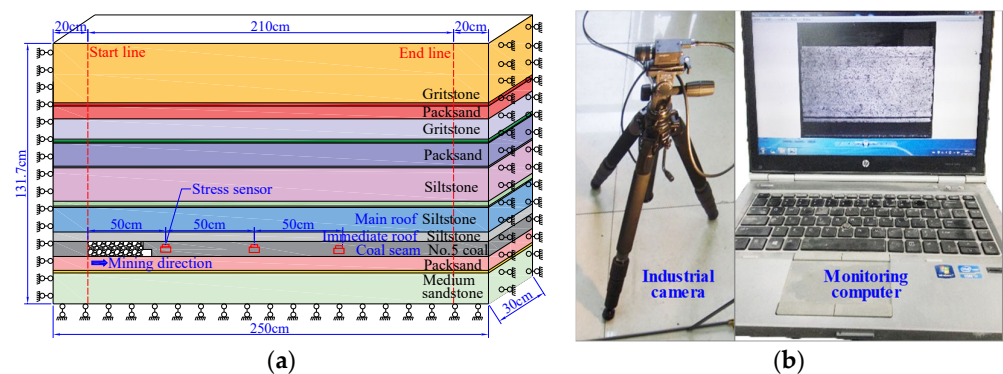 20cm
210cm
20cm
Start line
End line
Gritstone
Packsand
Gritstone
Packsand
Siltstone
Stress sensor
50cm
50cm
50cm
Main roof Siltstone
Immediate roof Siltstone
Coal seam No.5 coal
Mining direction
Packsand
Medium
sandstone
131.7cm
30cm
250cm
(a)
hp
Industrial
camera
Monitoring
computer
(b)